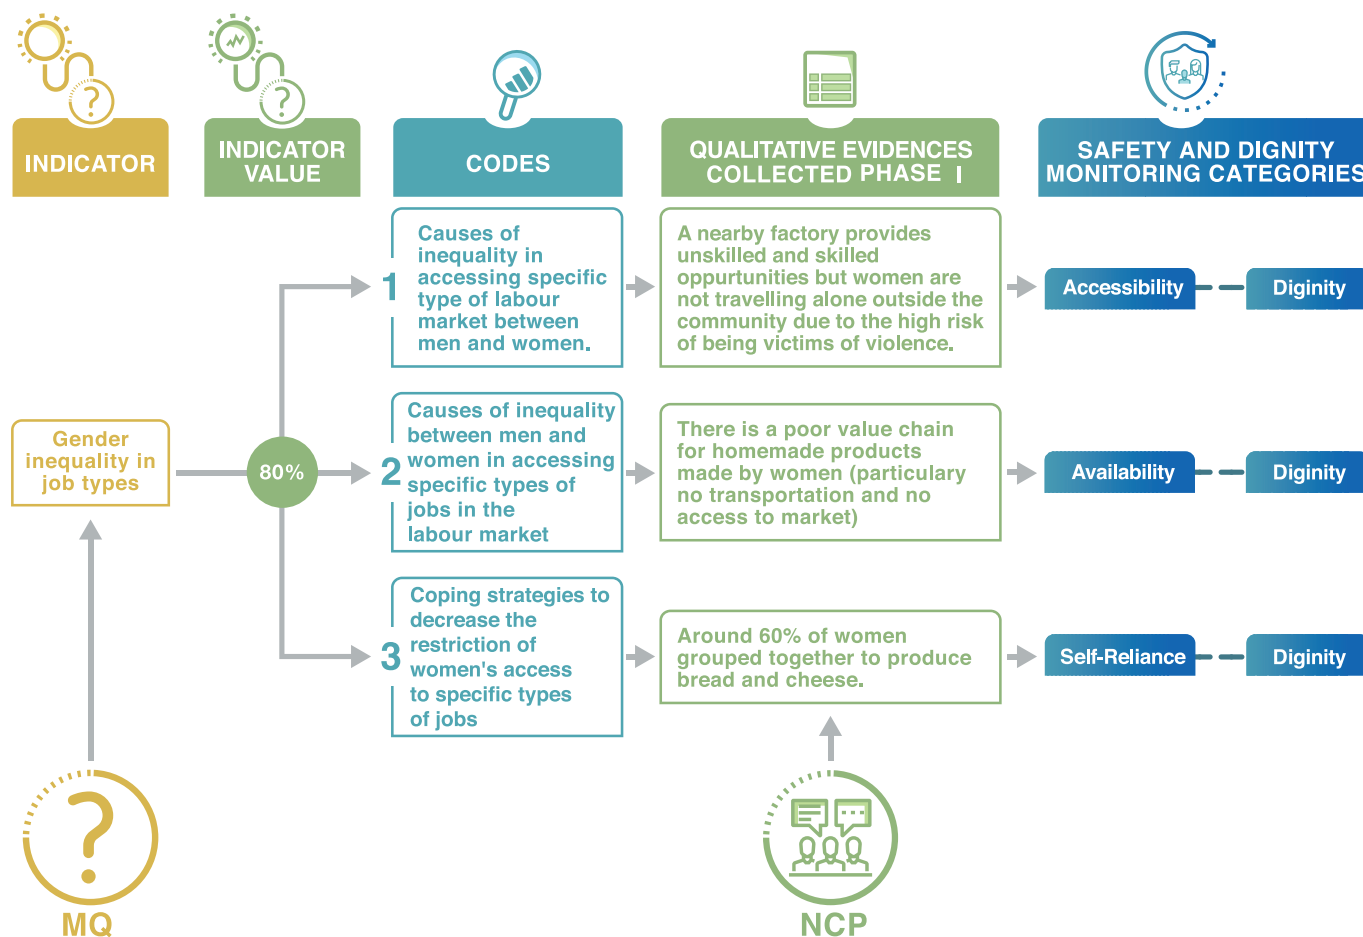 INDICATOR
INDICATOR
VALUE
CODES
QUALITATIVE EVIDENCES
COLLECTED PHASE I
SAFETY AND DIGNITY
MONITORING CATEGORIES
Gender
inequality in
job types
80%
1
Causes of
inequality in
accessing specific
type of labour
market between
men and women.
A nearby factory provides
unskilled and skilled
oppurtunities but women are
not travelling alone outside the
community due to the high risk
of being victims of violence.
Accessibility
Diginity
2
Causes of inequality
between men and
women in accessing
specific types of
jobs in the
labour market
There is a poor value chain
for homemade products
made by women (particulary
no transportation and no
access to market)
Availability
Diginity
3
Coping strategies to
decrease the
restriction of
women's access
to specific types
of jobs
Around 60% of women
grouped together to produce
bread and cheese.
Self-Reliance
Diginity
?
MQ
NCP